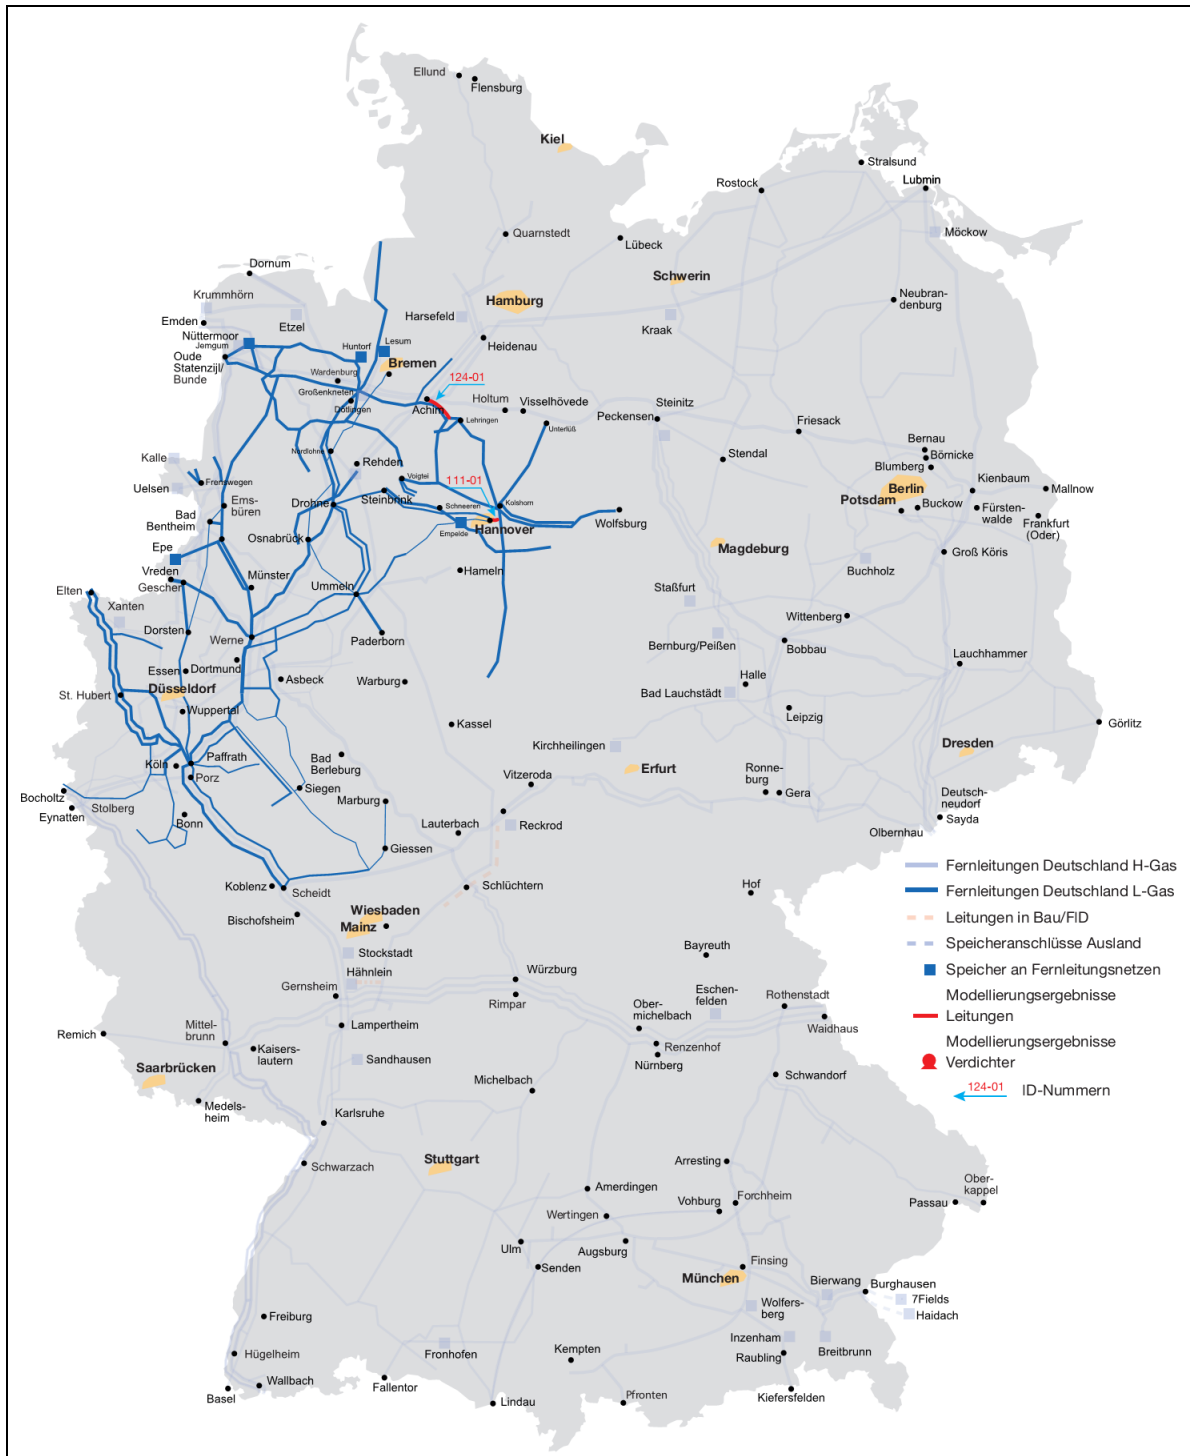 Ellund
Flensburg
Kiel
Stralsund
Rostock
Lubmin
Quarnstedt
Lübeck
Möckow
Dornum
Schwerin
Krummhörn
Hamburg
Neubran-
denburg
Emden
Etzel
Harsefeld
Kraak
Nüttermoor
Jemgum
Huntorf
Lesum
Heidenau
Oude
Statenzijl/
Bunde
Bremen
Wardenburg
124-01
Großenkneten
Dötlingen
Achim
Holtum
Visselhövede
Steinitz
Peckensen
Lehringen
Unterlüß
Friesack
Bernau
Börnicke
Nordlohne
Kalle
Rehden
Stendal
Blumberg
Voigtei
111-01
Kienbaum
Mallnow
Uelsen
Frenswegen
Berlin
Potsdam
Buckow
Ems-
büren
Drohne
Steinbrink
Schneeren
Kolshorn
Wolfsburg
Fürsten-
walde
Frankfurt
(Oder)
Bad
Bentheim
Osnabrück
Empelde
Hannover
Epe
Magdeburg
Groß Köris
Vreden
Gescher
Münster
Ummeln
Hameln
Buchholz
Elten
Staßfurt
Xanten
Wittenberg
Dorsten
Werne
Paderborn
Bernburg/Peißen
Bobbau
Lauchhammer
Essen
Dortmund
Asbeck
Warburg
Halle
Düsseldorf
St. Hubert
Bad Lauchstädt
Wuppertal
Leipzig
Görlitz
Kassel
Kirchheilingen
Dresden
Köln
Paffrath
Porz
Bad
Berleburg
Vitzeroda
Erfurt
Ronne-
burg
Gera
Bocholtz
Eynatten
Stolberg
Siegen
Marburg
Deutsch-
neudorf
Sayda
Bonn
Lauterbach
Reckrod
Olbernhau
Giessen
Koblenz
Scheidt
Schlüchtern
Hof
Bischofsheim
Wiesbaden
Mainz
Stockstadt
Bayreuth
Hähnlein
Würzburg
Gernsheim
Rimpar
Eschen-
felden
Rothenstadt
Ober-
michelbach
Waidhaus
Remich
Mittel-
brunn
Lampertheim
Kaisers-
lautern
Sandhausen
Renzenhof
Nürnberg
Saarbrücken
Michelbach
Schwandorf
Medels-
heim
Karlsruhe
Schwarzach
Stuttgart
Arresting
Amerdingen
Vohburg
Forchheim
Ober-
kappel
Passau
Wertingen
Ulm
Augsburg
Senden
München
Finsing
Bierwang
Burghausen
7Fields
Haidach
Wolfers-
berg
Freiburg
Inzenham
Raubling
Breitbrunn
Hügelheim
Fronhofen
Kempten
Wallbach
Basel
Fallentor
Lindau
Pfronten
Kiefersfelden
Fernleitungen Deutschland H-Gas
Fernleitungen Deutschland L-Gas
Leitungen in Bau/FID
Speicheranschlüsse Ausland
Speicher an Fernleitungsnetzen
Modellierungsergebnisse
Leitungen
Modellierungsergebnisse
Verdichter
124-01 ID-Nummern